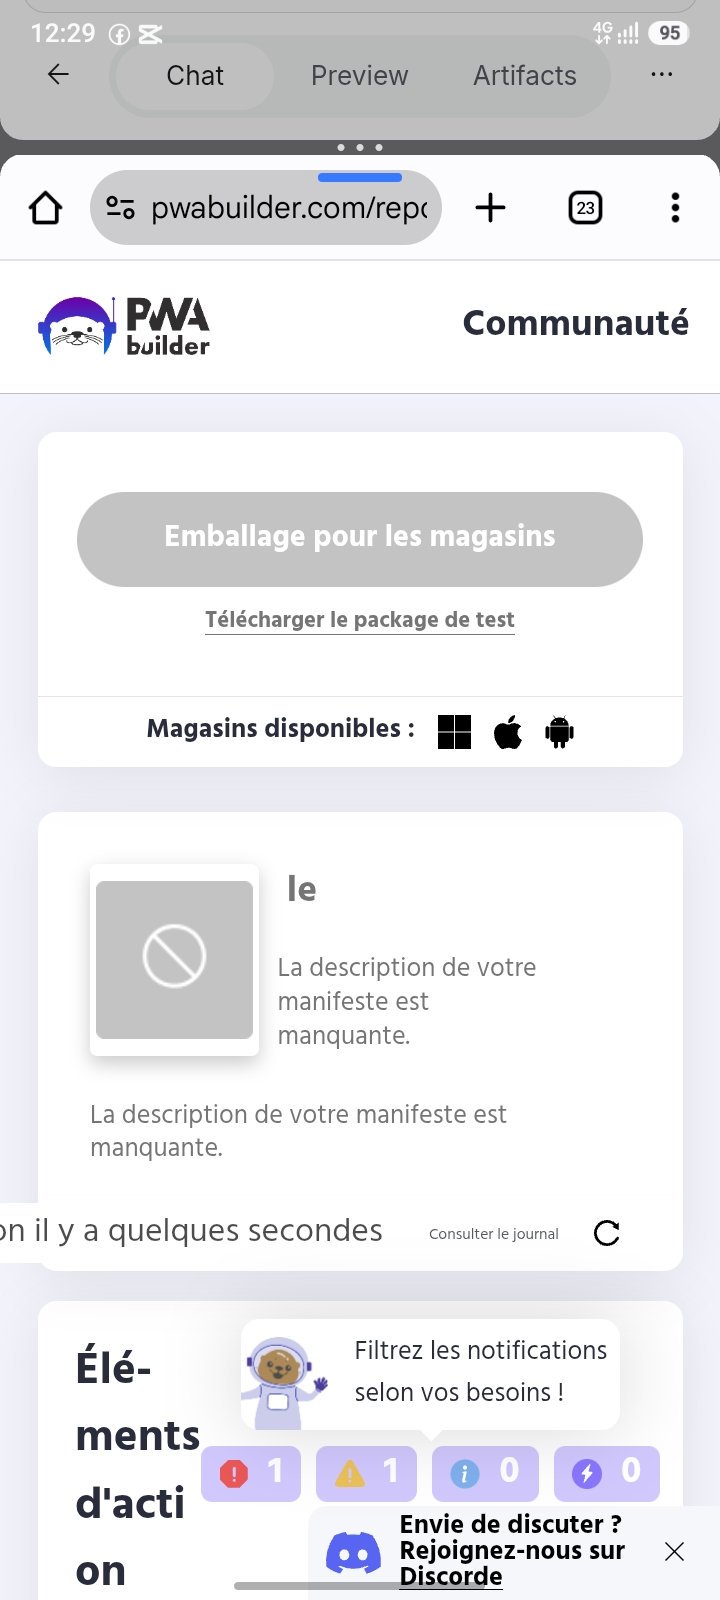 12:29
4G
95
Chat
Preview
Artifacts
pwabuilder.com/repo
23
PWA
builder
Communauté
Emballage pour les magasins
Télécharger le package de test
Magasins disponibles :
le
La description de votre
manifeste est
manquante.
La description de votre manifeste est
manquante.
on il y a quelques secondes
Consulter le journal
Filtrez les notifications
selon vos besoins !
Élé-
ments
d'acti
on
1
1
0
0
Envie de discuter ?
Rejoignez-nous sur
Discorde